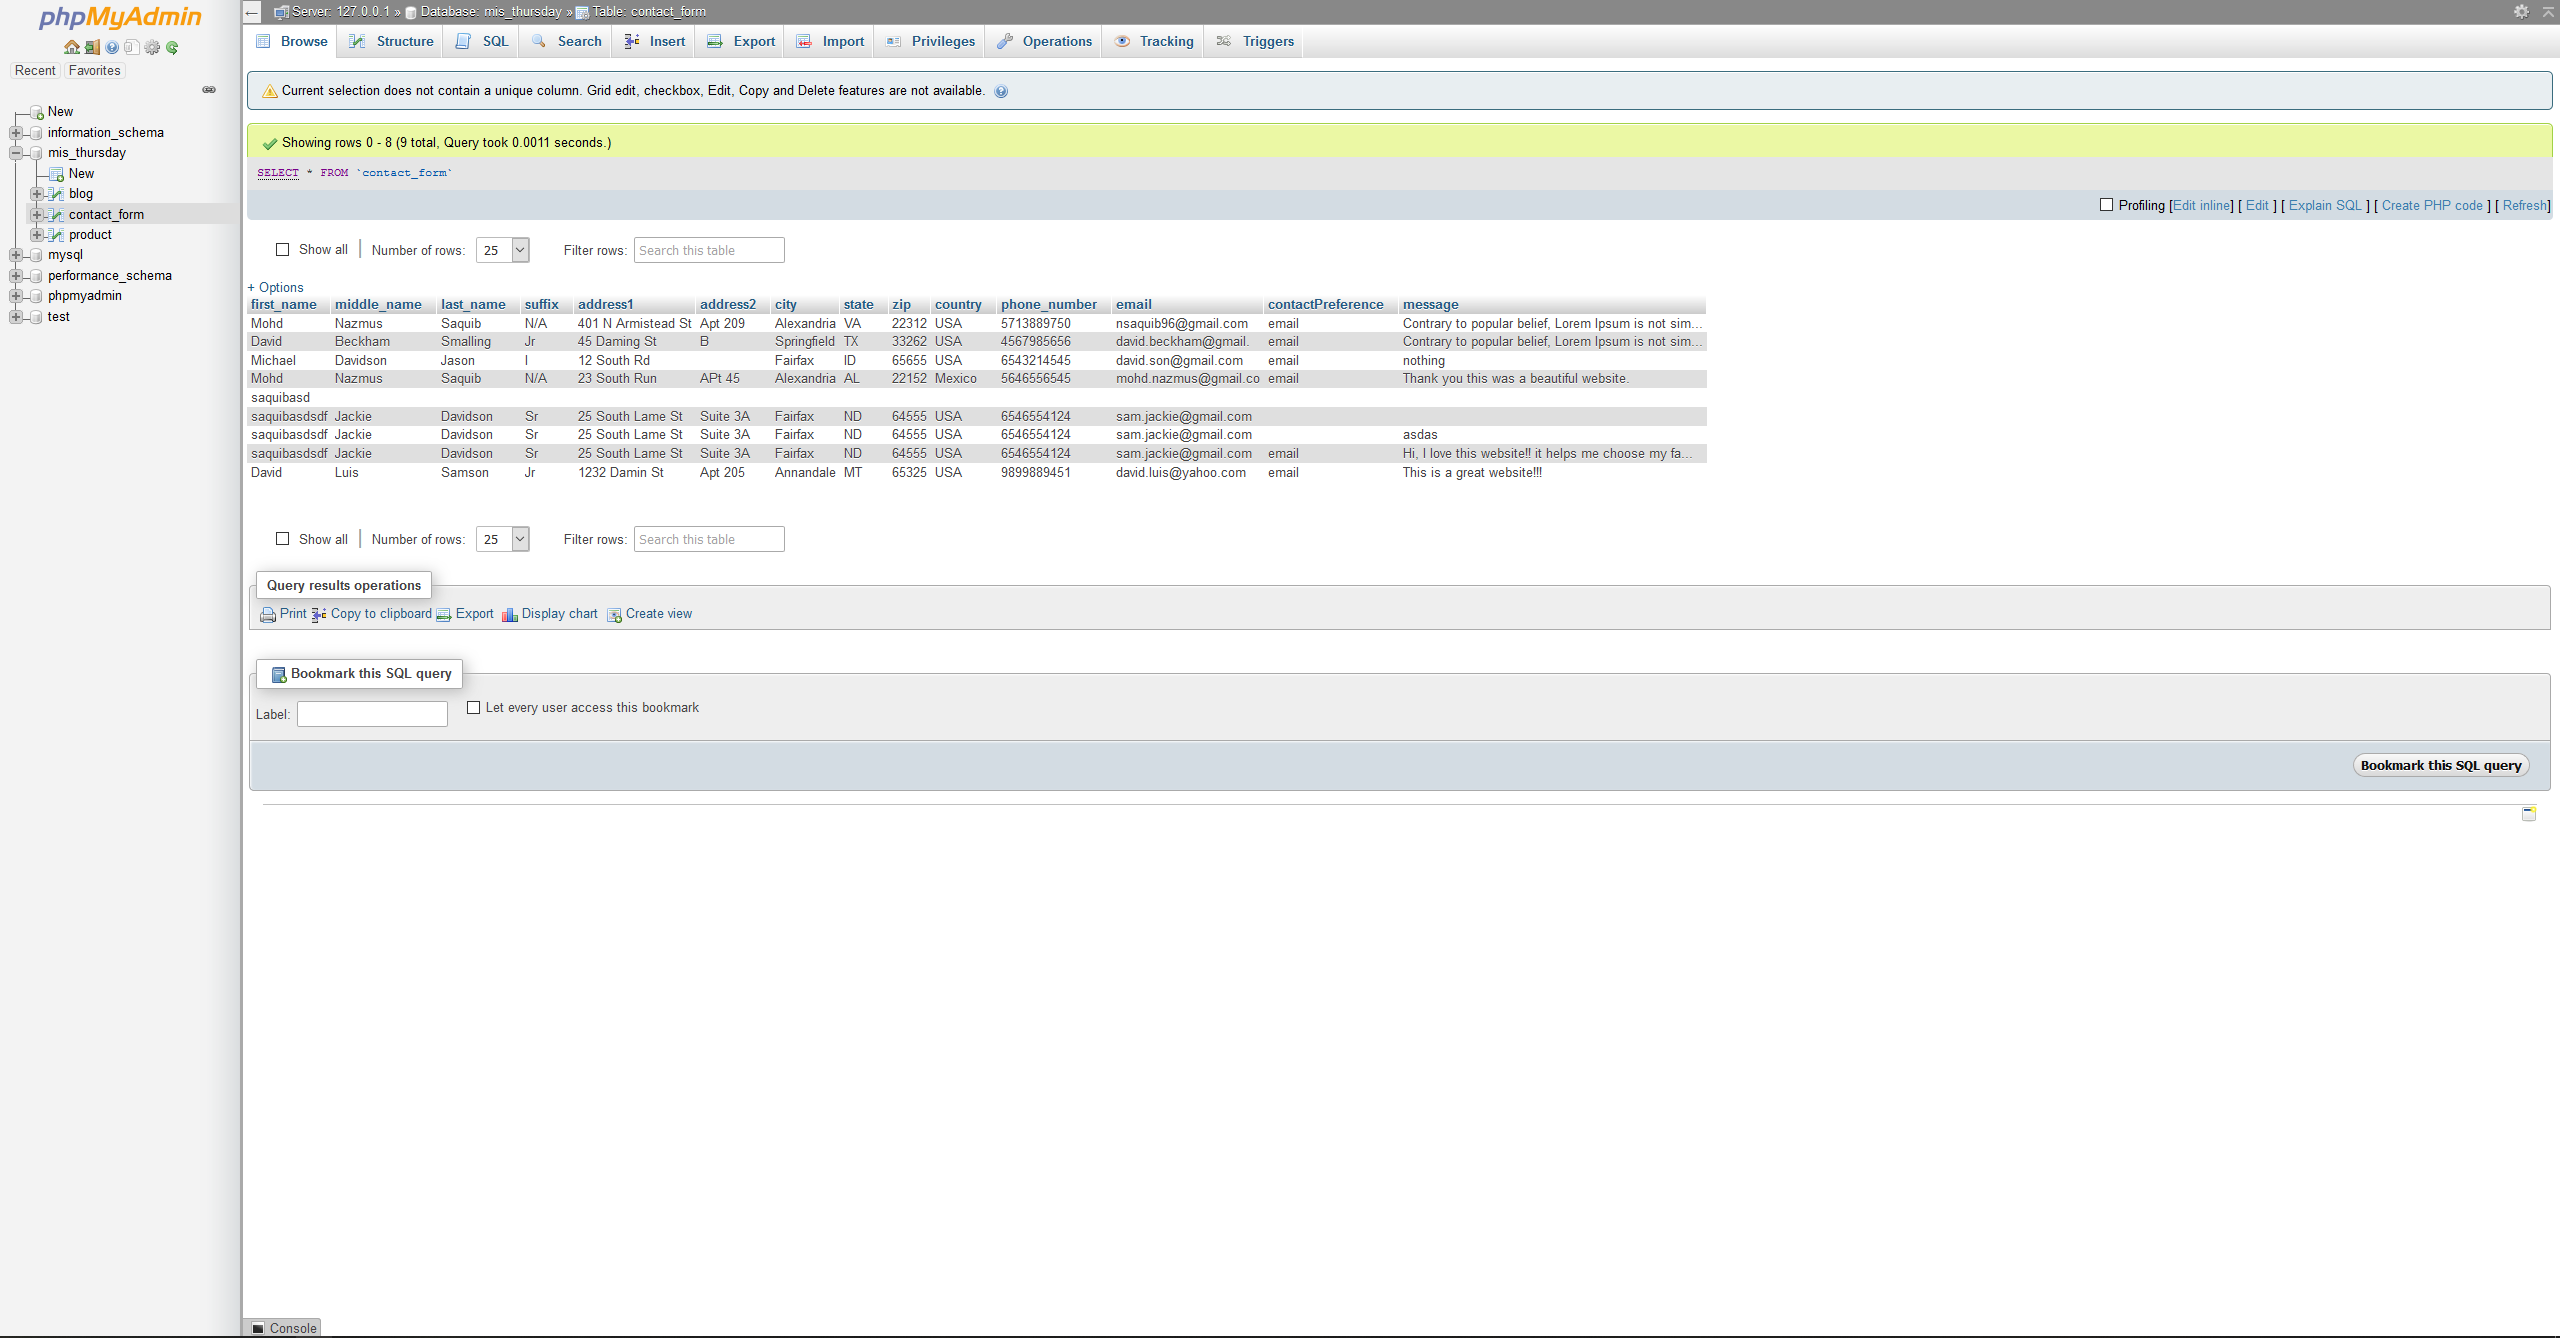 phpMyAdmin
Recent Favorites
New
information_schema
mis_thursday
New
blog
contact_form
product
mysql
performance_schema
phpmyadmin
test
Server: 127.0.0.1 » Database: mis_thursday » Table: contact_form
Browse Structure SQL Search Insert Export Import Privileges Operations Tracking Triggers
Current selection does not contain a unique column. Grid edit, checkbox, Edit, Copy and Delete features are not available.
Showing rows 0 - 8 (9 total, Query took 0.0011 seconds.)
SELECT * FROM `contact_form`
Profiling [Edit inline] [ Edit ] [ Explain SQL ] [ Create PHP code ] [ Refresh]
Show all Number of rows: 25 Filter rows: Search this table
+ Options
first_name middle_name last_name suffix address1 address2 city state zip country phone_number email contactPreference message
Mohd Nazmus Saquib N/A 401 N Armistead St Apt 209 Alexandria VA 22312 USA 5713889750 nsaquib96@gmail.com email Contrary to popular belief, Lorem Ipsum is not sim...
David Beckham Smalling Jr 45 Daming St B Springfield TX 33262 USA 4567985656 david.beckham@gmail. email Contrary to popular belief, Lorem Ipsum is not sim...
Michael Davidson Jason I 12 South Rd Fairfax ID 65655 USA 6543214545 david.son@gmail.com email nothing
Mohd Nazmus Saquib N/A 23 South Run APt 45 Alexandria AL 22152 Mexico 5646556545 mohd.nazmus@gmail.co email Thank you this was a beautiful website.
saquibasd
saquibasdsdf Jackie Davidson Sr 25 South Lame St Suite 3A Fairfax ND 64555 USA 6546554124 sam.jackie@gmail.com
saquibasdsdf Jackie Davidson Sr 25 South Lame St Suite 3A Fairfax ND 64555 USA 6546554124 sam.jackie@gmail.com asdas
saquibasdsdf Jackie Davidson Sr 25 South Lame St Suite 3A Fairfax ND 64555 USA 6546554124 sam.jackie@gmail.com email Hi, I love this website!! it helps me choose my fa...
David Luis Samson Jr 1232 Damin St Apt 205 Annandale MT 65325 USA 9899889451 david.luis@yahoo.com email This is a great website!!!
Show all Number of rows: 25 Filter rows: Search this table
Query results operations
Print Copy to clipboard Export Display chart Create view
Bookmark this SQL query
Label: Let every user access this bookmark
Bookmark this SQL query
Console